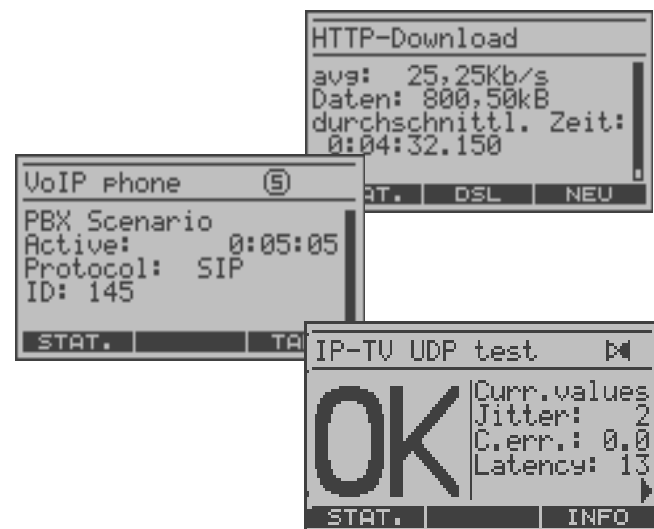 HTTP-Download
avg: 25,25Kb/s
Daten: 800,50kB
durchschnittl. Zeit:
0:04:32.150
DSL NEU
VoIP phone S
PBX Scenario
Active: 0:05:05
Protocol: SIP
ID: 145
STAT.
IP-TV UDP test
OK
Curr.values
Jitter: 2
C.err.: 0.0
Latency: 13
STAT. INFO